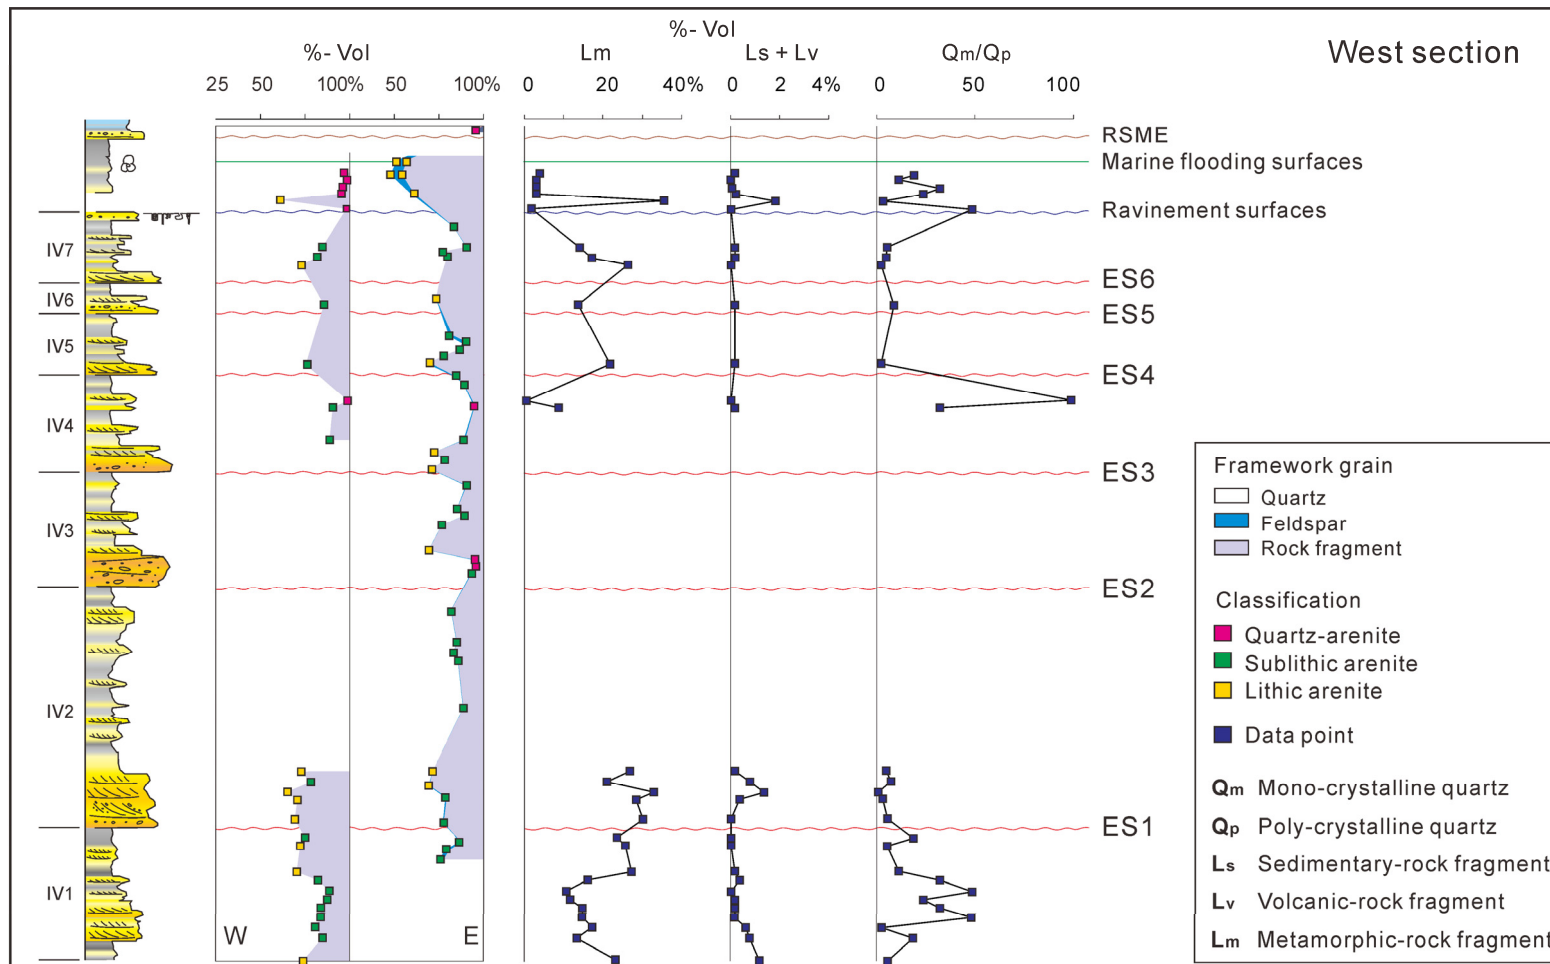 %- Vol
%- Vol
Lm
Ls + Lv
Qm/Qp
West section
25 50 100% 50 100% 0 20 40% 0 2 4% 0 50 100
RSME
Marine flooding surfaces
Ravinement surfaces
IV7
ES6
IV6
ES5
IV5
ES4
IV4
ES3
IV3
ES2
IV2
ES1
IV1
W
E
Framework grain
Quartz
Feldspar
Rock fragment
Classification
Quartz-arenite
Sublithic arenite
Lithic arenite
Data point
Qm Mono-crystalline quartz
Qp Poly-crystalline quartz
Ls Sedimentary-rock fragment
Lv Volcanic-rock fragment
Lm Metamorphic-rock fragment